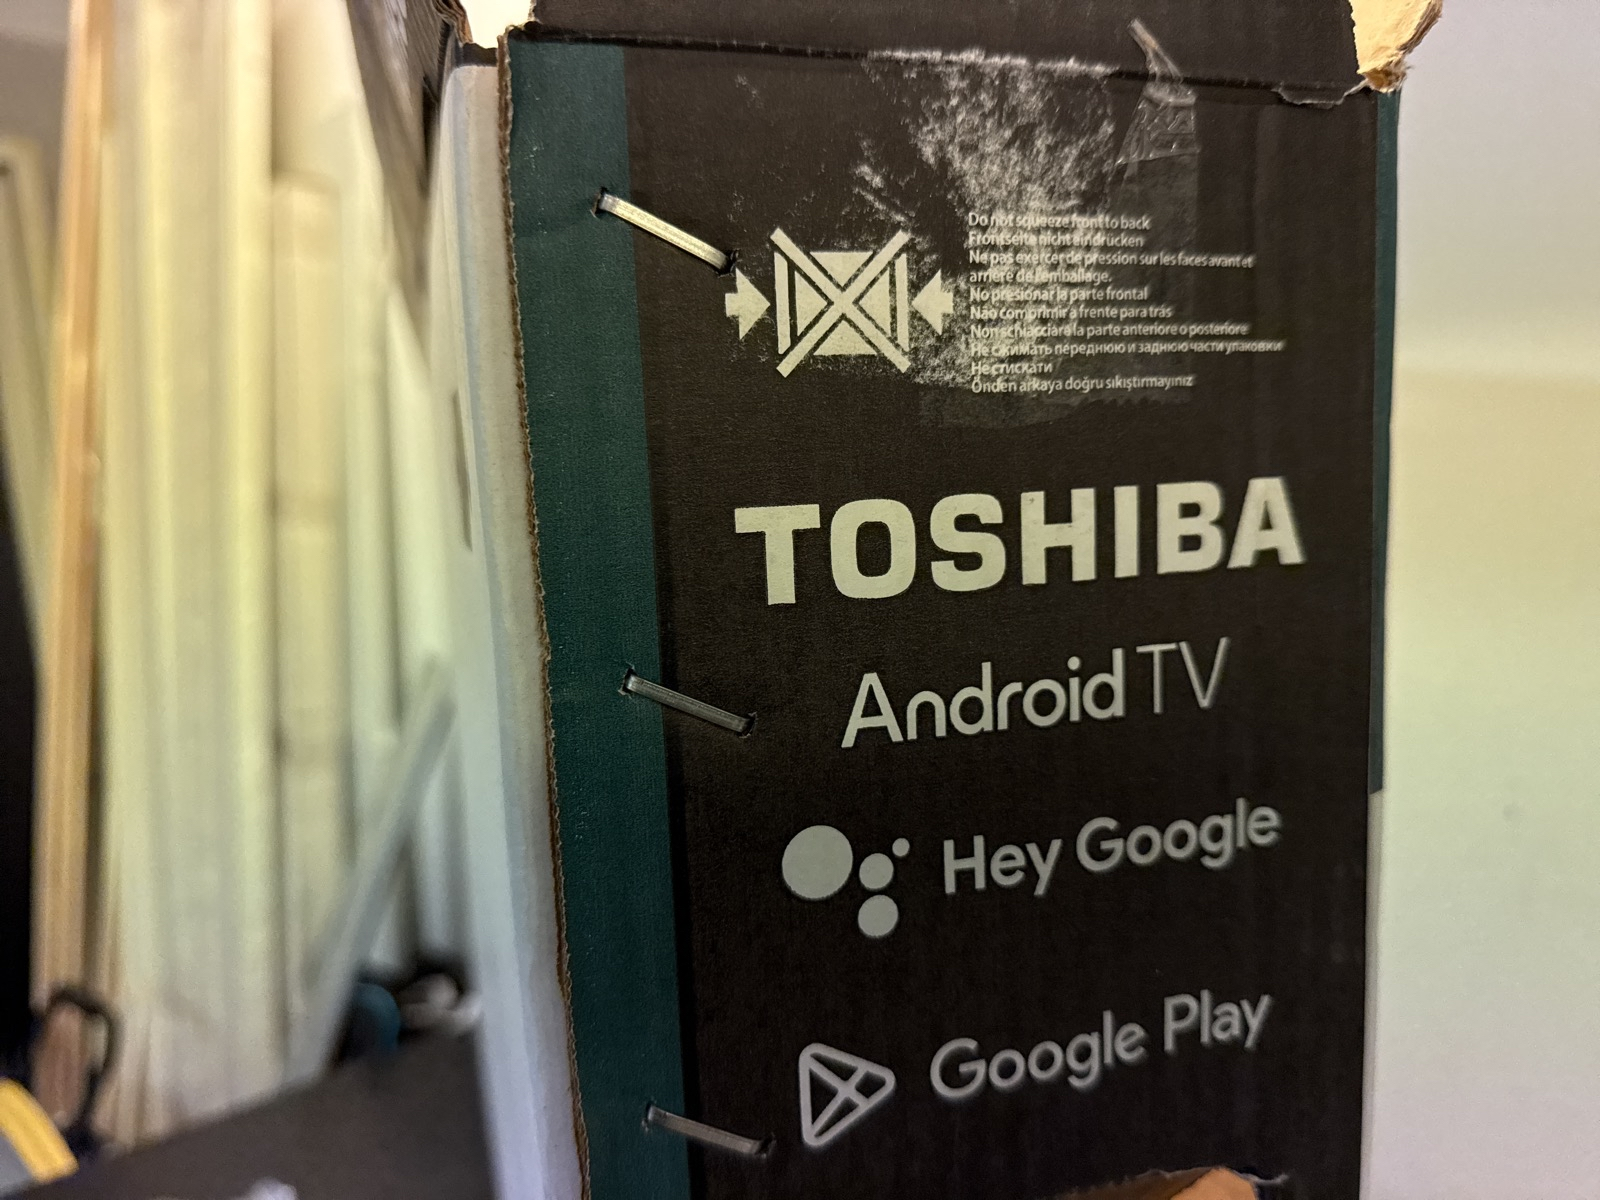 Do not squeeze front to back
Frontseite nicht eindrücken
Ne pas exercer de pression sur les faces avant et
arrière de l'emballage.
No presionar la parte frontal
Não comprimir a frente para trás
Non schiacciare la parte anteriore o posteriore
Не сжимать переднюю и заднюю части упаковки
Не стискати
Önden arkaya doğru sıkıştırmayınız
TOSHIBA
Android TV
Hey Google
Google Play